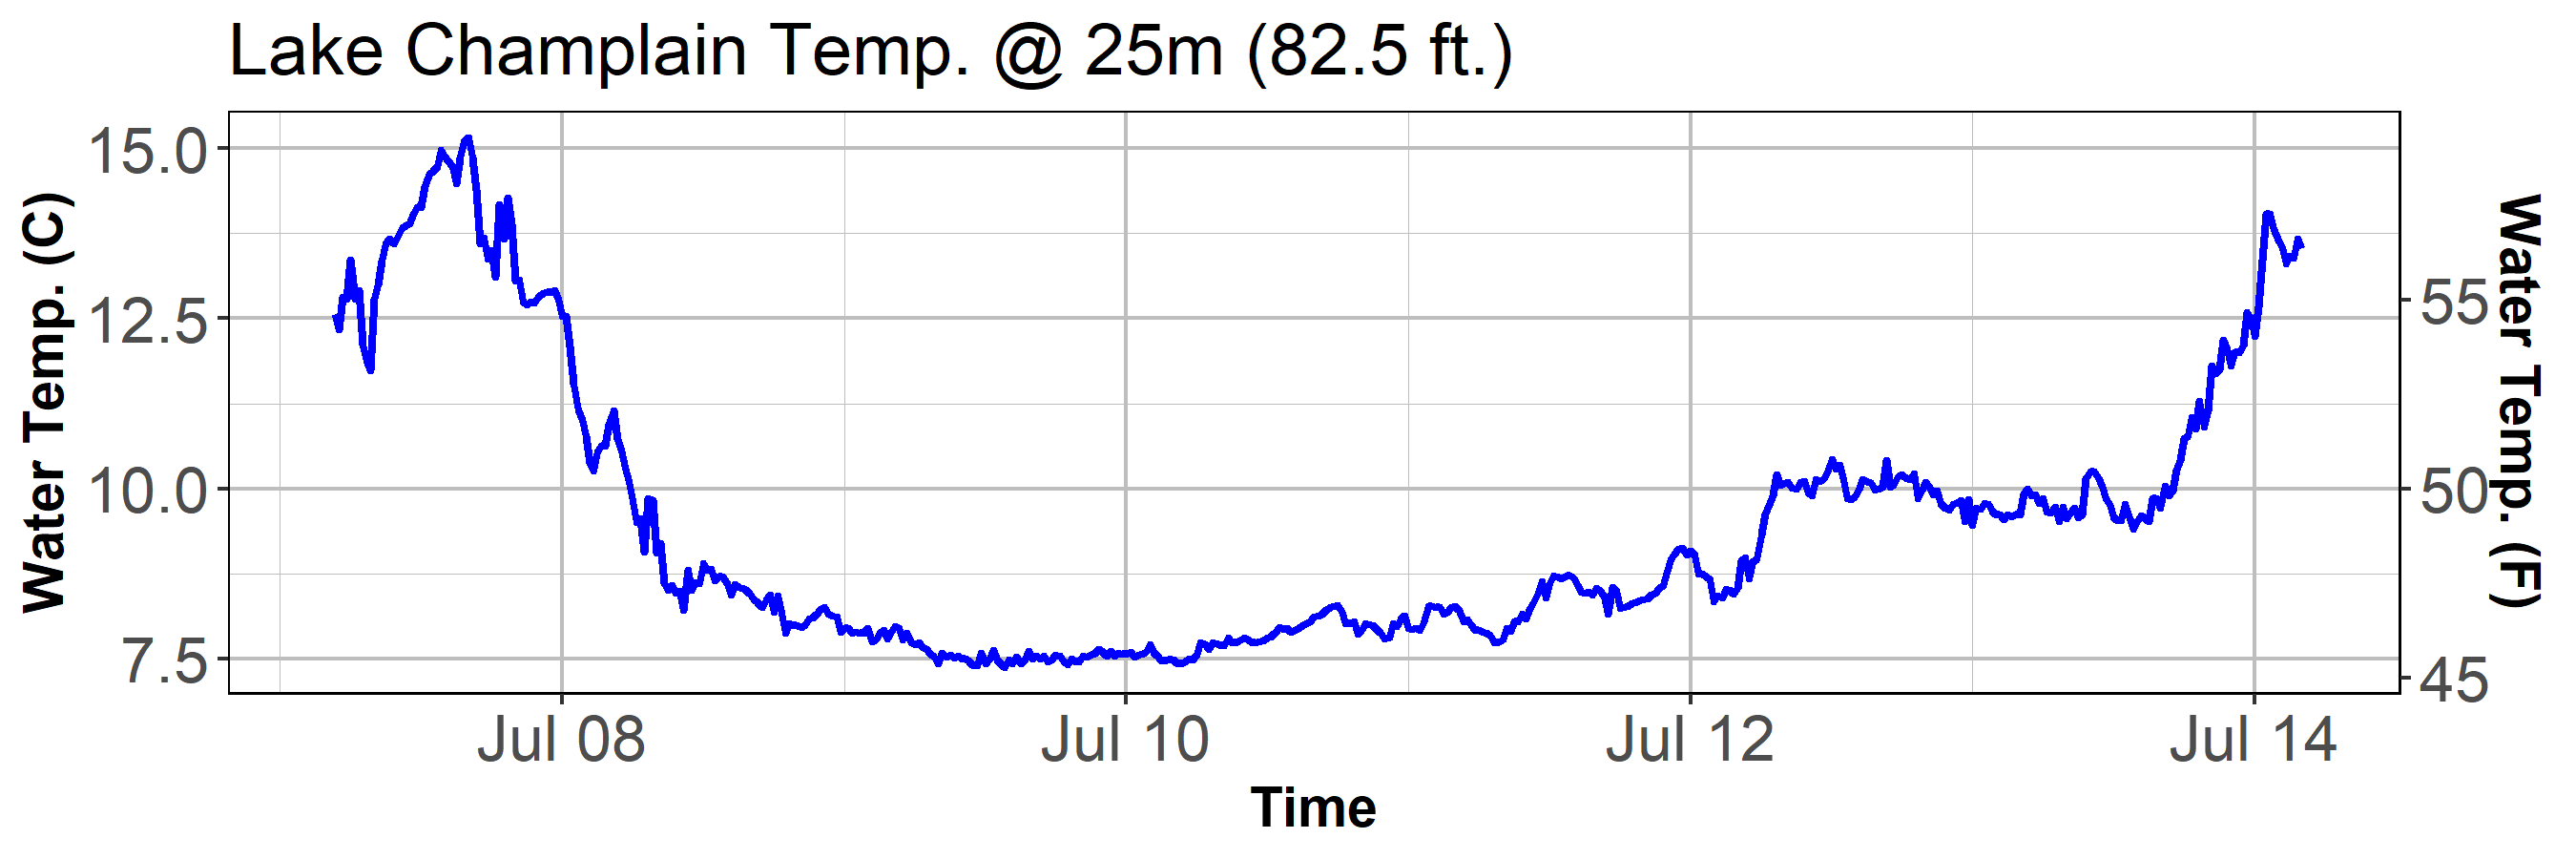 Lake Champlain Temp. @ 25m (82.5 ft.)
Water Temp. (C)
15.0
12.5
10.0
7.5
55
50
45
Water Temp. (F)
Jul 08 Jul 10 Jul 12 Jul 14
Time